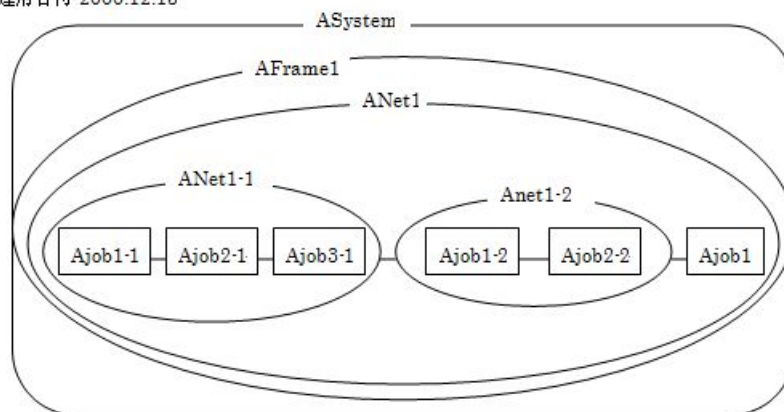 ASystem
AFrame1
ANet1
ANet1-1
Anet1-2
Ajob1-1
Ajob2-1
Ajob3-1
Ajob1-2
Ajob2-2
Ajob1